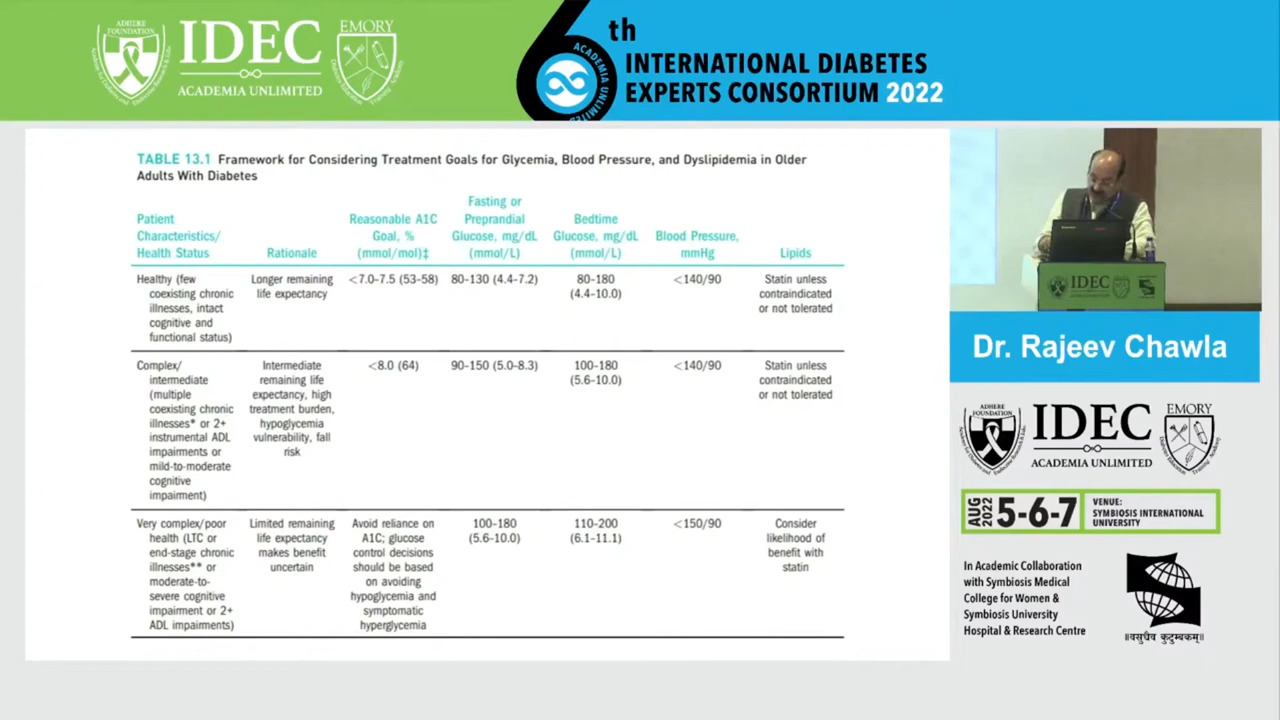 ADHERE
FOUNDATION
IDEC
ACADEMIA UNLIMITED
EMORY
6th
INTERNATIONAL DIABETES
EXPERTS CONSORTIUM 2022
ACADEMIA UNLIMITED
TABLE 13.1 Framework for Considering Treatment Goals for Glycemia, Blood Pressure, and Dyslipidemia in Older
Adults With Diabetes
Patient
Characteristics/
Health Status
Rationale
Reasonable A1C
Goal, %
(mmol/mol)‡
Fasting or
Preprandial
Glucose, mg/dL
(mmol/L)
Bedtime
Glucose, mg/dL
(mmol/L)
Blood Pressure,
mmHg
Lipids
Healthy (few
coexisting chronic
illnesses, intact
cognitive and
functional status)
Longer remaining
life expectancy
<7.0–7.5 (53–58)
80–130 (4.4–7.2)
80–180
(4.4–10.0)
<140/90
Statin unless
contraindicated
or not tolerated
Complex/
intermediate
(multiple
coexisting chronic
illnesses* or 2+
instrumental ADL
impairments or
mild-to-moderate
cognitive
impairment)
Intermediate
remaining life
expectancy, high
treatment burden,
hypoglycemia
vulnerability, fall
risk
<8.0 (64)
90–150 (5.0–8.3)
100–180
(5.6–10.0)
<140/90
Statin unless
contraindicated
or not tolerated
Very complex/poor
health (LTC or
end-stage chronic
illnesses** or
moderate-to-
severe cognitive
impairment or 2+
ADL impairments)
Limited remaining
life expectancy
makes benefit
uncertain
Avoid reliance on
A1C; glucose
control decisions
should be based
on avoiding
hypoglycemia and
symptomatic
hyperglycemia
100–180
(5.6–10.0)
110–200
(6.1–11.1)
<150/90
Consider
likelihood of
benefit with
statin
IDEC
Dr. Rajeev Chawla
ADHERE
FOUNDATION
IDEC
ACADEMIA UNLIMITED
EMORY
AUG
2022
5-6-7
VENUE:
SYMBIOSIS INTERNATIONAL
UNIVERSITY
In Academic Collaboration
with Symbiosis Medical
College for Women &
Symbiosis University
Hospital & Research Centre
॥वसुधैव कुटुम्बकम्॥